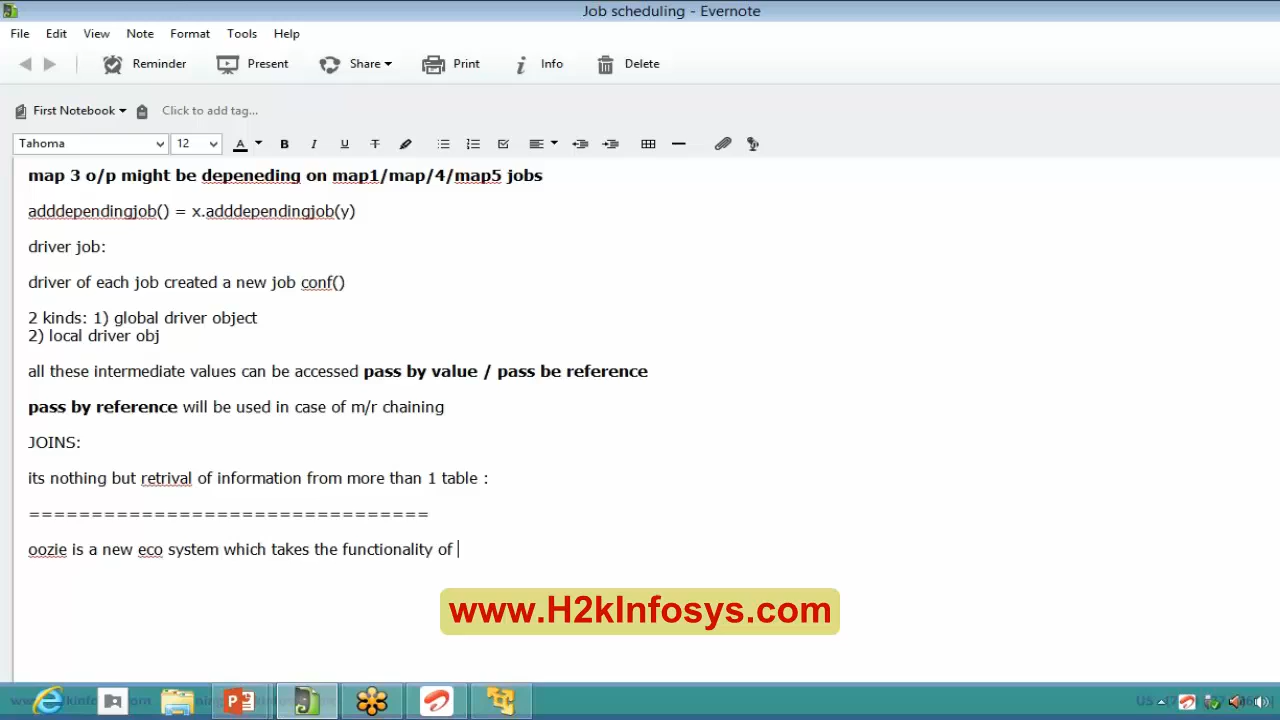 Job scheduling - Evernote
File Edit View Note Format Tools Help
Reminder Present Share Print Info Delete
First Notebook Click to add tag...
Tahoma 12 A B I U T
map 3 o/p might be depeneding on map1/map/4/map5 jobs
adddependingjob() = x.adddependingjob(y)
driver job:
driver of each job created a new job conf()
2 kinds: 1) global driver object
2) local driver obj
all these intermediate values can be accessed pass by value / pass be reference
pass by reference will be used in case of m/r chaining
JOINS:
its nothing but retrival of information from more than 1 table :
================================
oozie is a new eco system which takes the functionality of
www.H2kInfosys.com
US